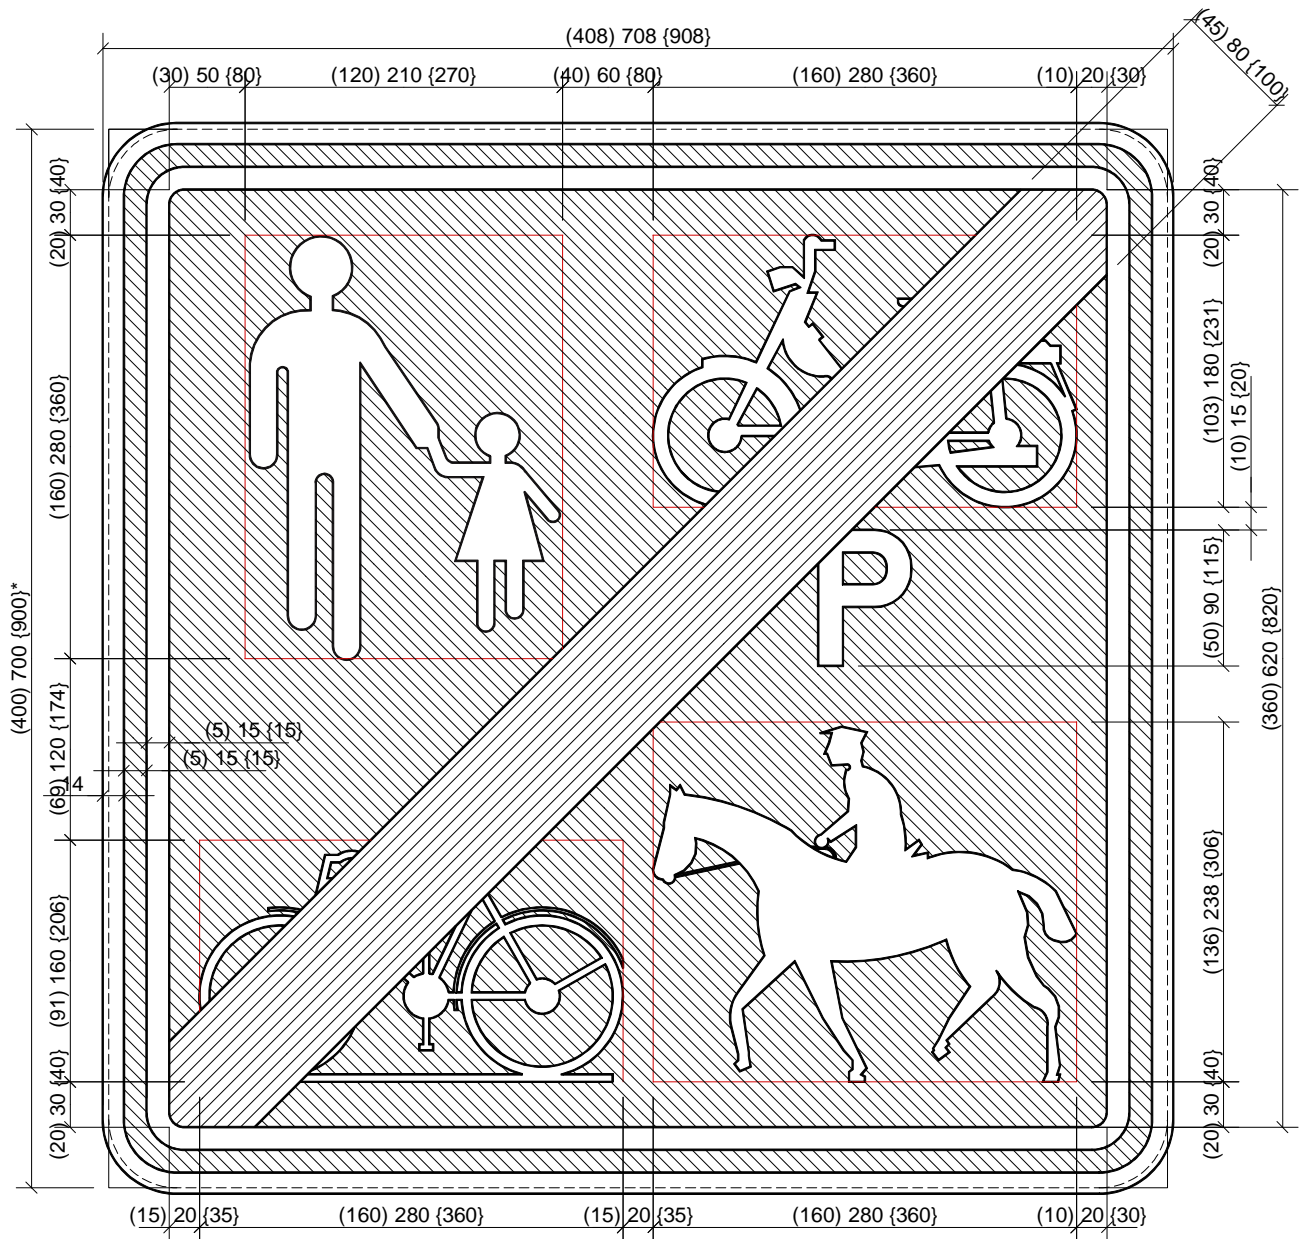 (408) 708 {908}
(45) 80 {100}
(30) 50 {80}
(120) 210 {270}
(40) 60 {80}
(160) 280 {360}
(10) 20 {30}
(20) 30 {40}
(160) 280 {360}
(400) 700 {900}*
(69) 120 {174}
14
(91) 160 {206}
(20) 30 {40}
(5) 15 {15}
(5) 15 {15}
P
(20) 30 {40}
(103) 180 {231}
(10) 15 {20}
(50) 90 {115}
(360) 620 {820}
(136) 238 {306}
(20) 30 {40}
(15) 20 {35}
(160) 280 {360}
(15) 20 {35}
(160) 280 {360}
(10) 20 {30}